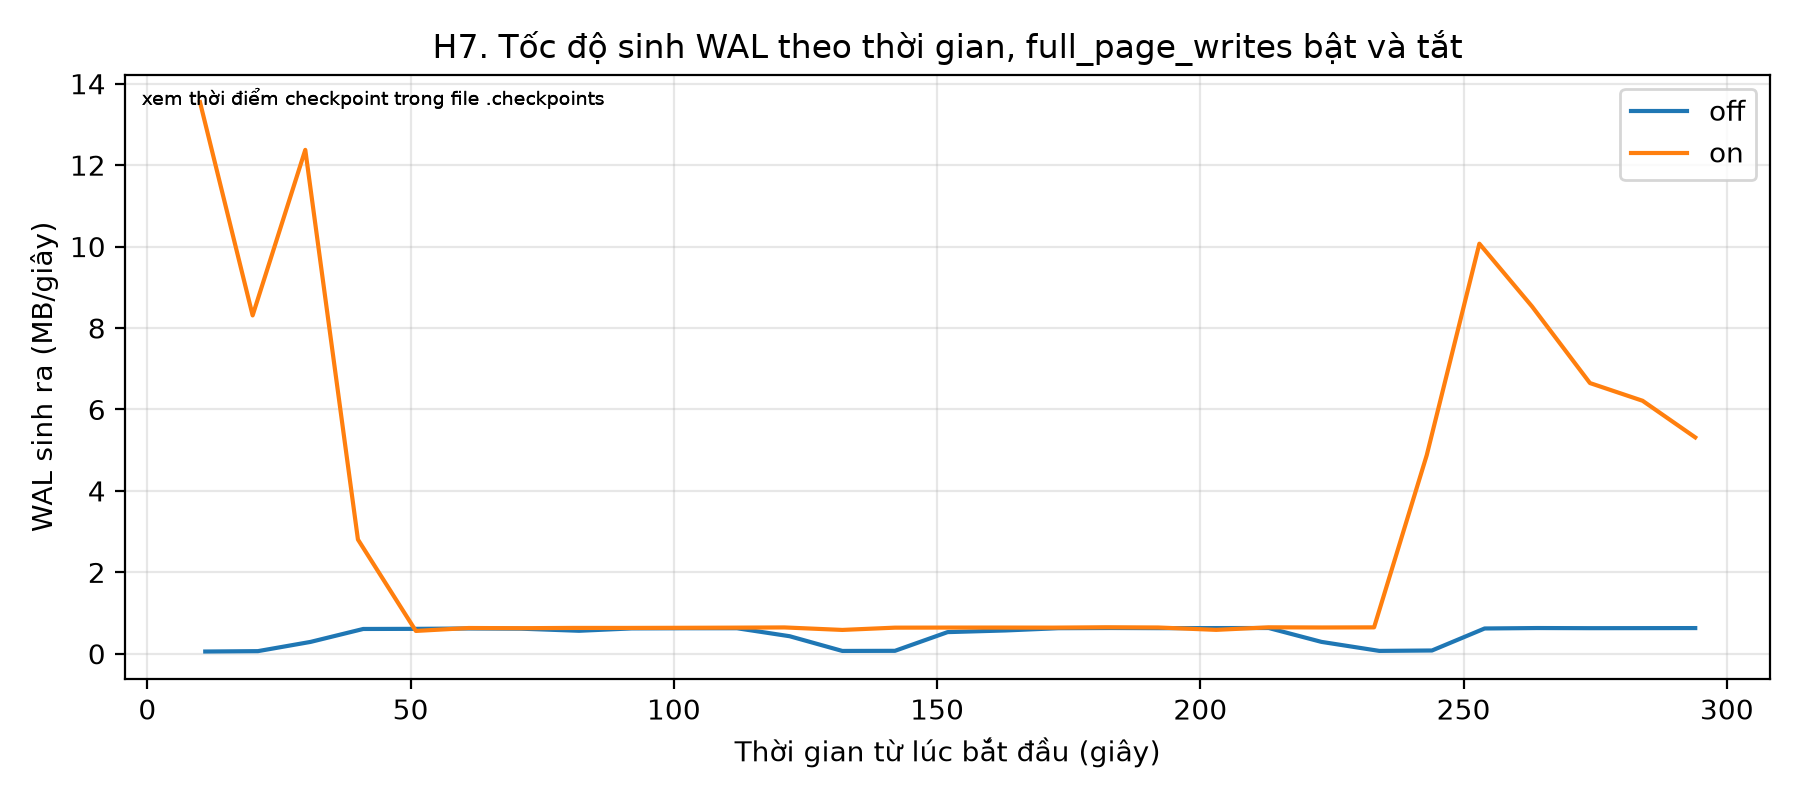 H7. Tốc độ sinh WAL theo thời gian, full_page_writes bật và tắt
xem thời điểm checkpoint trong file .checkpoints
off
on
WAL sinh ra (MB/giây)
14
12
10
8
6
4
2
0
0 50 100 150 200 250 300
Thời gian từ lúc bắt đầu (giây)